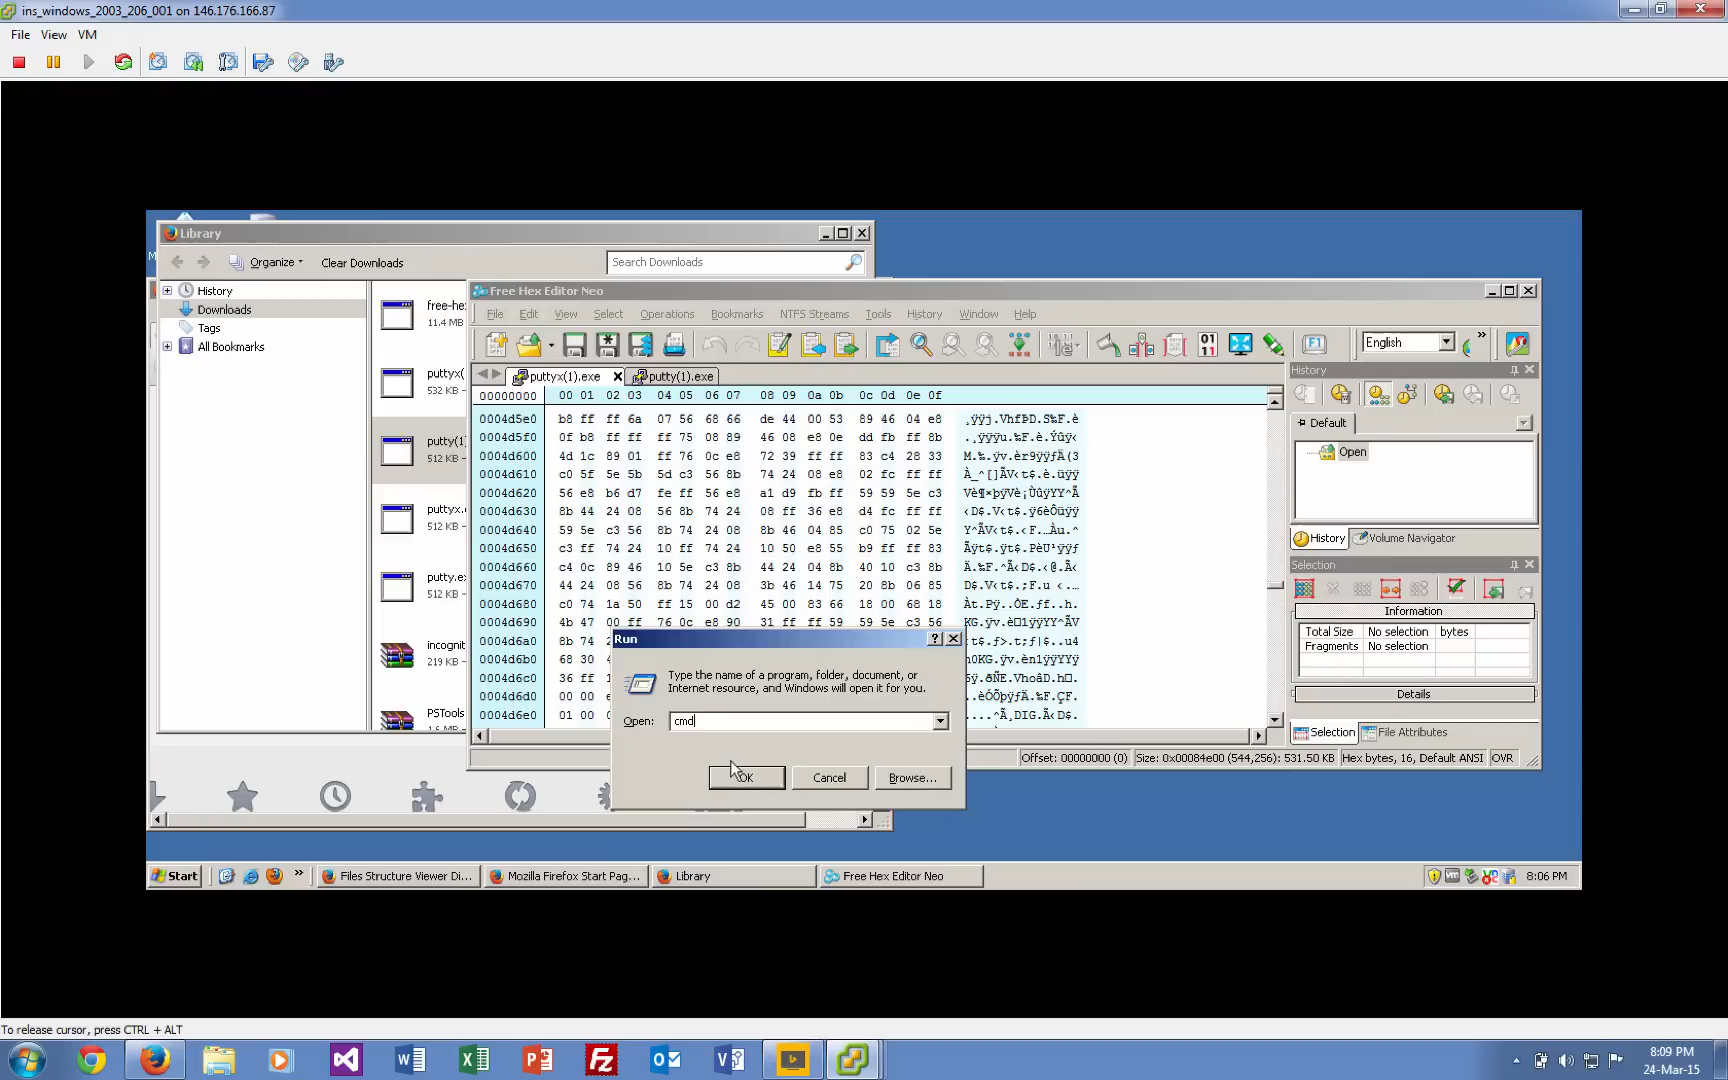 ins_windows_2003_206_001 on 146.176.166.87
File View VM
Library
Organize
Clear Downloads
Search Downloads
History
Downloads
Tags
All Bookmarks
free-he
11.4 MB
puttyx(
532 KB
putty(1)
512 KB
puttyx.
512 KB
putty.ex
512 KB
incognit
219 KB
PSTools
Free Hex Editor Neo
File Edit View Select Operations Bookmarks NTFS Streams Tools History Window Help
English
puttyx(1).exe
putty(1).exe
00000000 00 01 02 03 04 05 06 07 08 09 0a 0b 0c 0d 0e 0f
0004d5e0 b8 ff ff 6a 07 56 68 66 de 44 00 53 89 46 04 e8
0004d5f0 0f b8 ff ff ff 75 08 89 46 08 e8 0e dd fb ff 8b
0004d600 4d 1c 89 01 ff 76 0c e8 72 39 ff ff 83 c4 28 33
0004d610 c0 5f 5e 5b 5d c3 56 8b 74 24 08 e8 02 fc ff ff
0004d620 56 e8 b6 d7 fe ff 56 e8 a1 d9 fb ff 59 59 5e c3
0004d630 8b 44 24 08 56 8b 74 24 08 ff 36 e8 d4 fc ff ff
0004d640 59 5e c3 56 8b 74 24 08 8b 46 04 85 c0 75 02 5e
0004d650 c3 ff 74 24 10 ff 74 24 10 50 e8 55 b9 ff ff 83
0004d660 c4 0c 89 46 10 5e c3 8b 44 24 04 8b 40 10 c3 8b
0004d670 44 24 08 56 8b 74 24 08 3b 46 14 75 20 8b 06 85
0004d680 c0 74 1a 50 ff 15 00 d2 45 00 83 66 18 00 68 18
0004d690 4b 47 00 ff 76 0c e8 90 31 ff ff 59 59 5e c3 56
0004d6a0 8b 74 2
0004d6b0 68 30 4
0004d6c0 36 ff 1
0004d6d0 00 00 e
0004d6e0 01 00 0
History
Default
Open
History
Volume Navigator
Selection
Information
Total Size No selection bytes
Fragments No selection
Details
Selection
File Attributes
Offset: 00000000 (0) Size: 0x00084e00 (544,256): 531.50 KB Hex bytes, 16, Default ANSI OVR
Run
Type the name of a program, folder, document, or
Internet resource, and Windows will open it for you.
Open: cmd
OK Cancel Browse...
Start
Files Structure Viewer Di...
Mozilla Firefox Start Pag...
Library
Free Hex Editor Neo
8:06 PM
To release cursor, press CTRL + ALT
8:09 PM
24-Mar-15